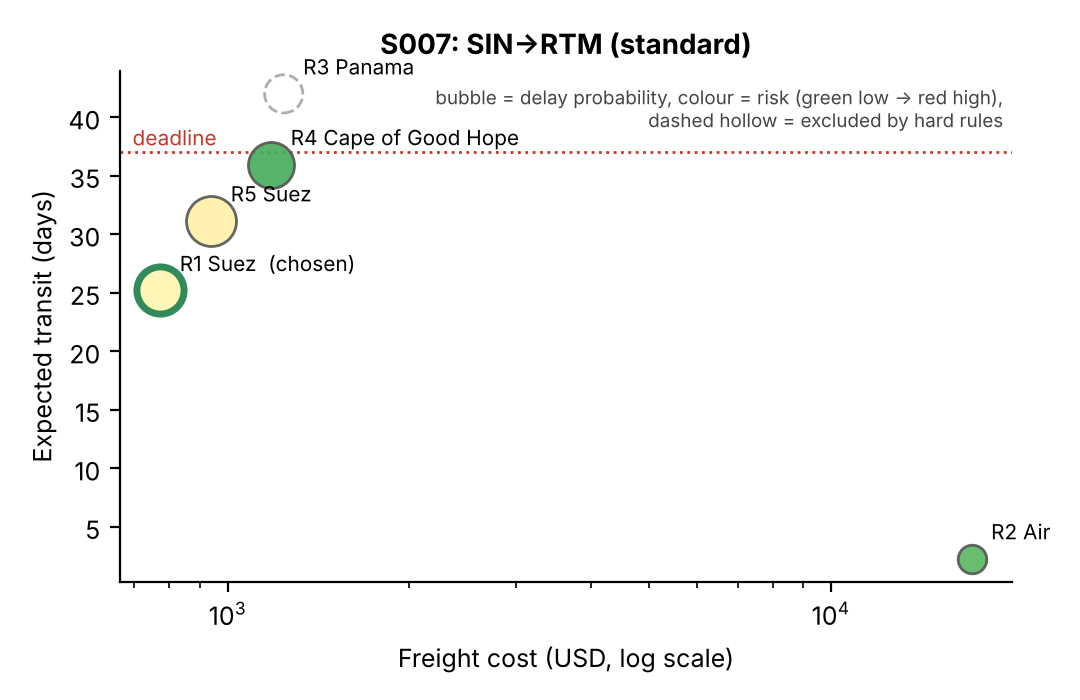 S007: SIN→RTM (standard)
R3 Panama
bubble = delay probability, colour = risk (green low → red high),
dashed hollow = excluded by hard rules
deadline
R4 Cape of Good Hope
R5 Suez
R1 Suez (chosen)
R2 Air
40
35
30
25
20
15
10
5
Expected transit (days)
10³
10⁴
Freight cost (USD, log scale)